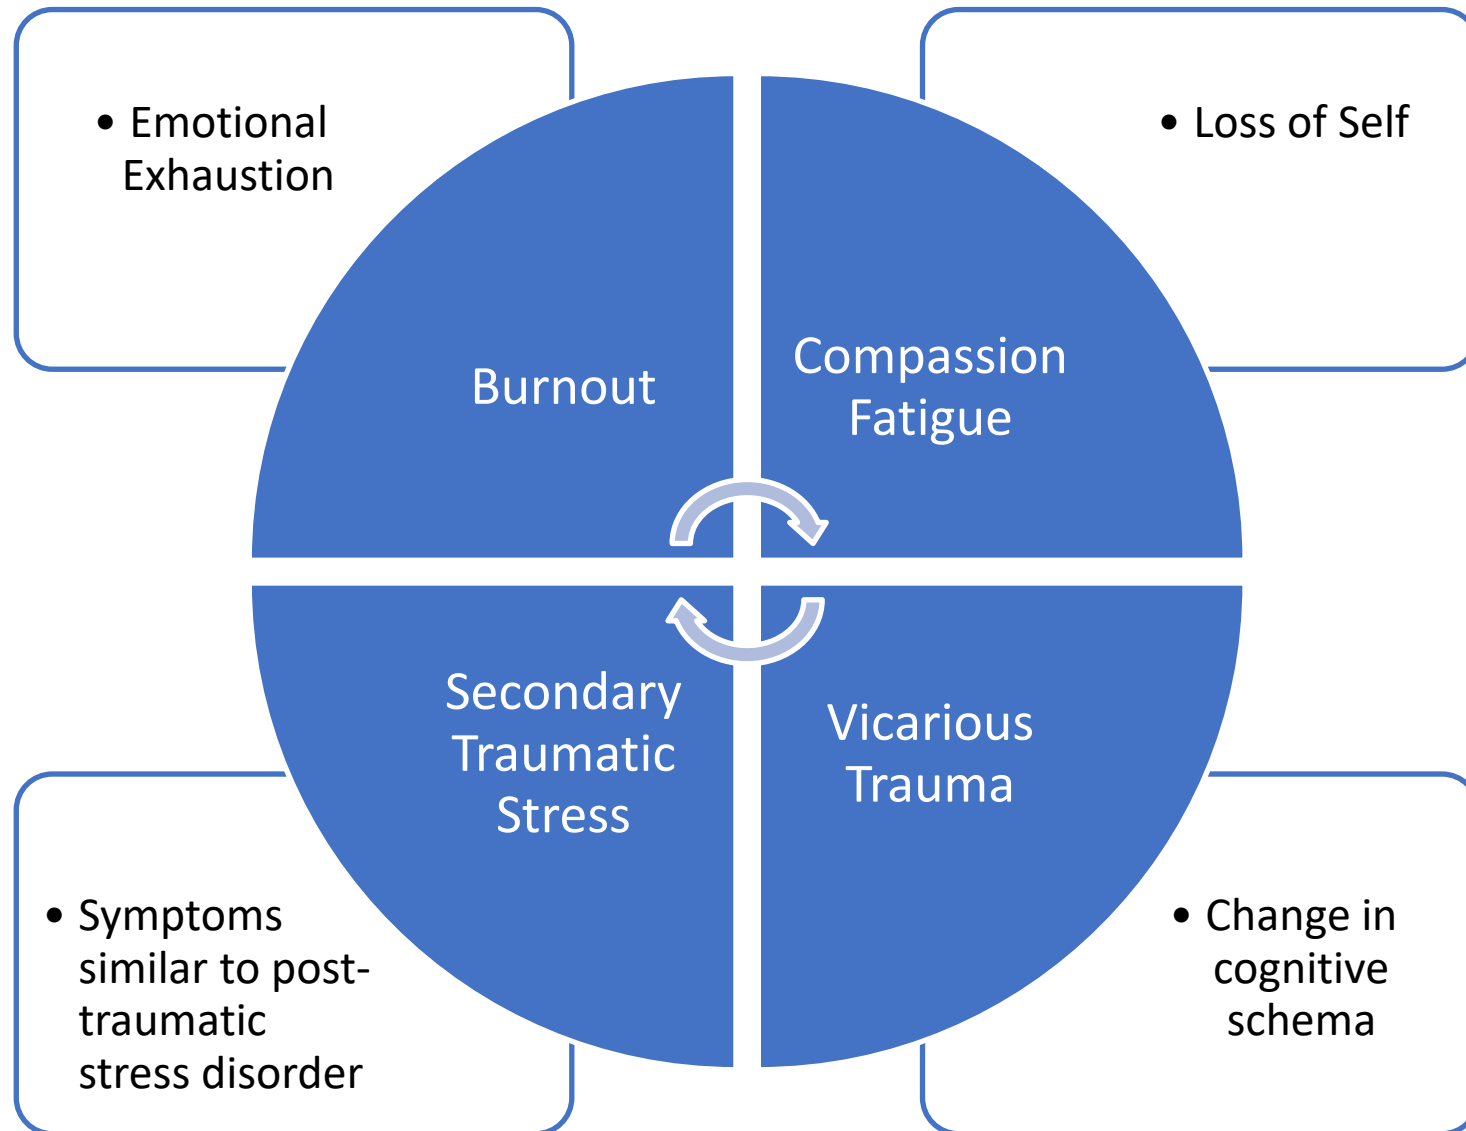 • Emotional
Exhaustion
• Loss of Self
Burnout
Compassion
Fatigue
Secondary
Traumatic
Stress
Vicarious
Trauma
• Symptoms
similar to post-
traumatic
stress disorder
• Change in
cognitive
schema